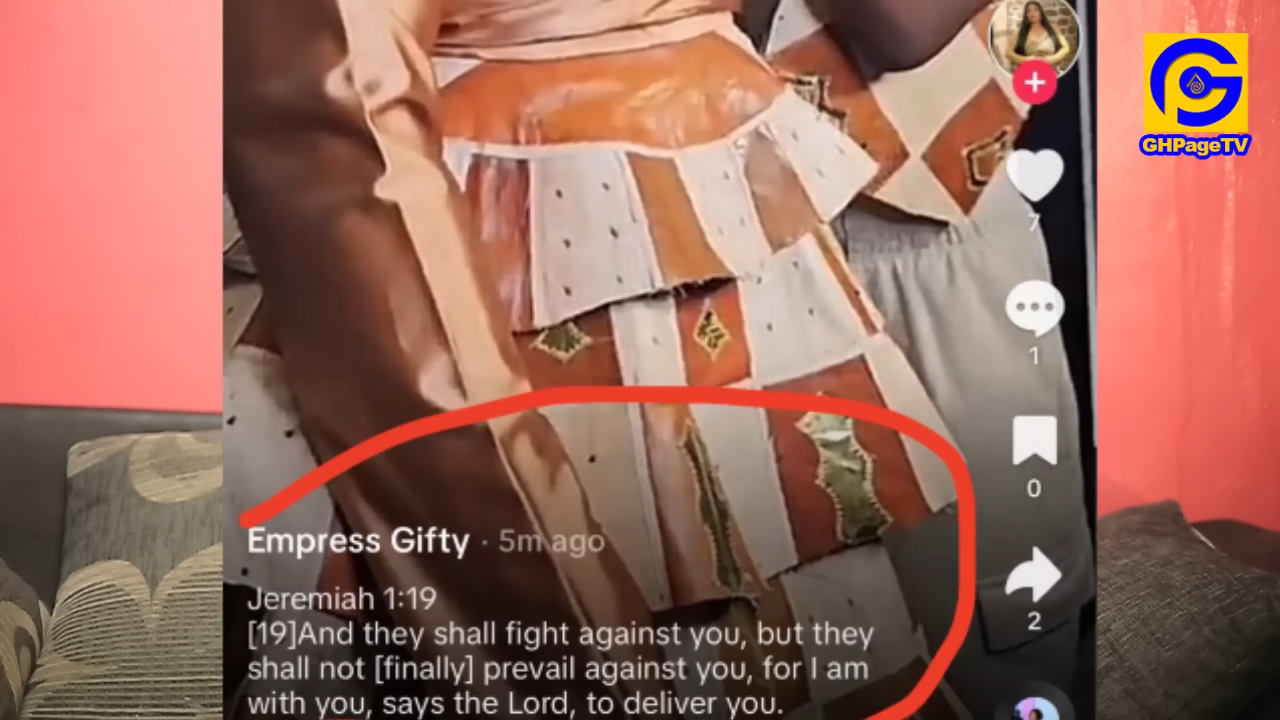 GHPageTV
7
1
0
2
Empress Gifty · 5m ago
Jeremiah 1:19
[19]And they shall fight against you, but they
shall not [finally] prevail against you, for I am
with you, says the Lord, to deliver you.